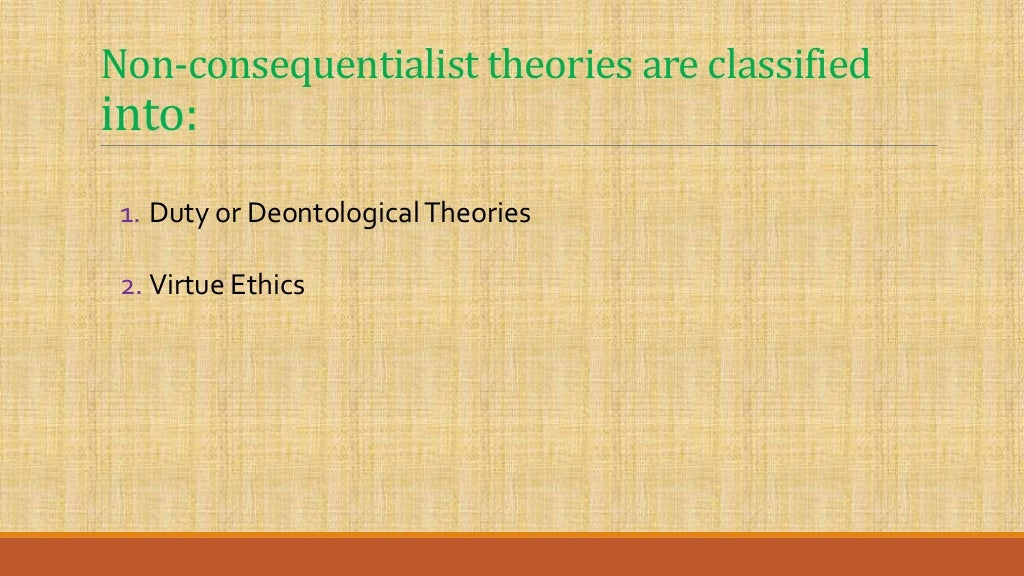 Non-consequentialist theories are classified
into:
1. Duty or Deontological Theories
2. Virtue Ethics